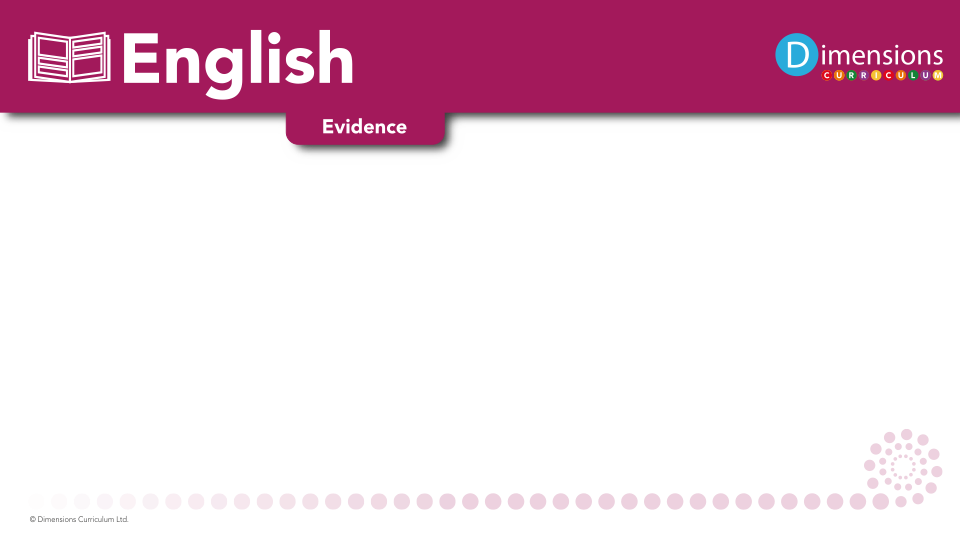 English
Dimensions
CURRICULUM
Evidence
© Dimensions Curriculum Ltd.